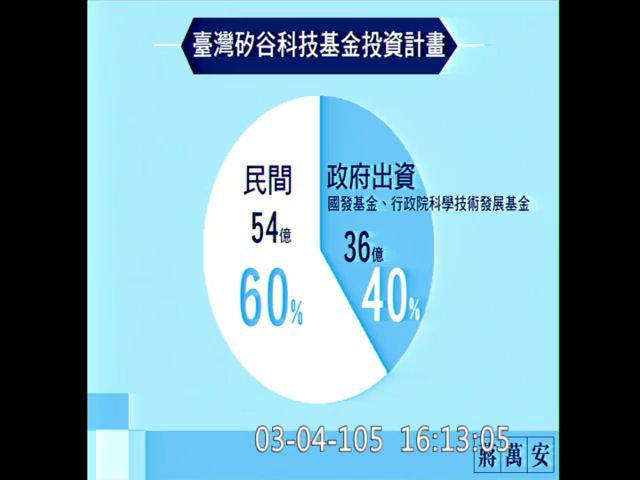 臺灣矽谷科技基金投資計畫
民間
54億
60%
政府出資
國發基金、行政院科學技術發展基金
36億
40%
03-04-105 16:13:05
蔣萬安